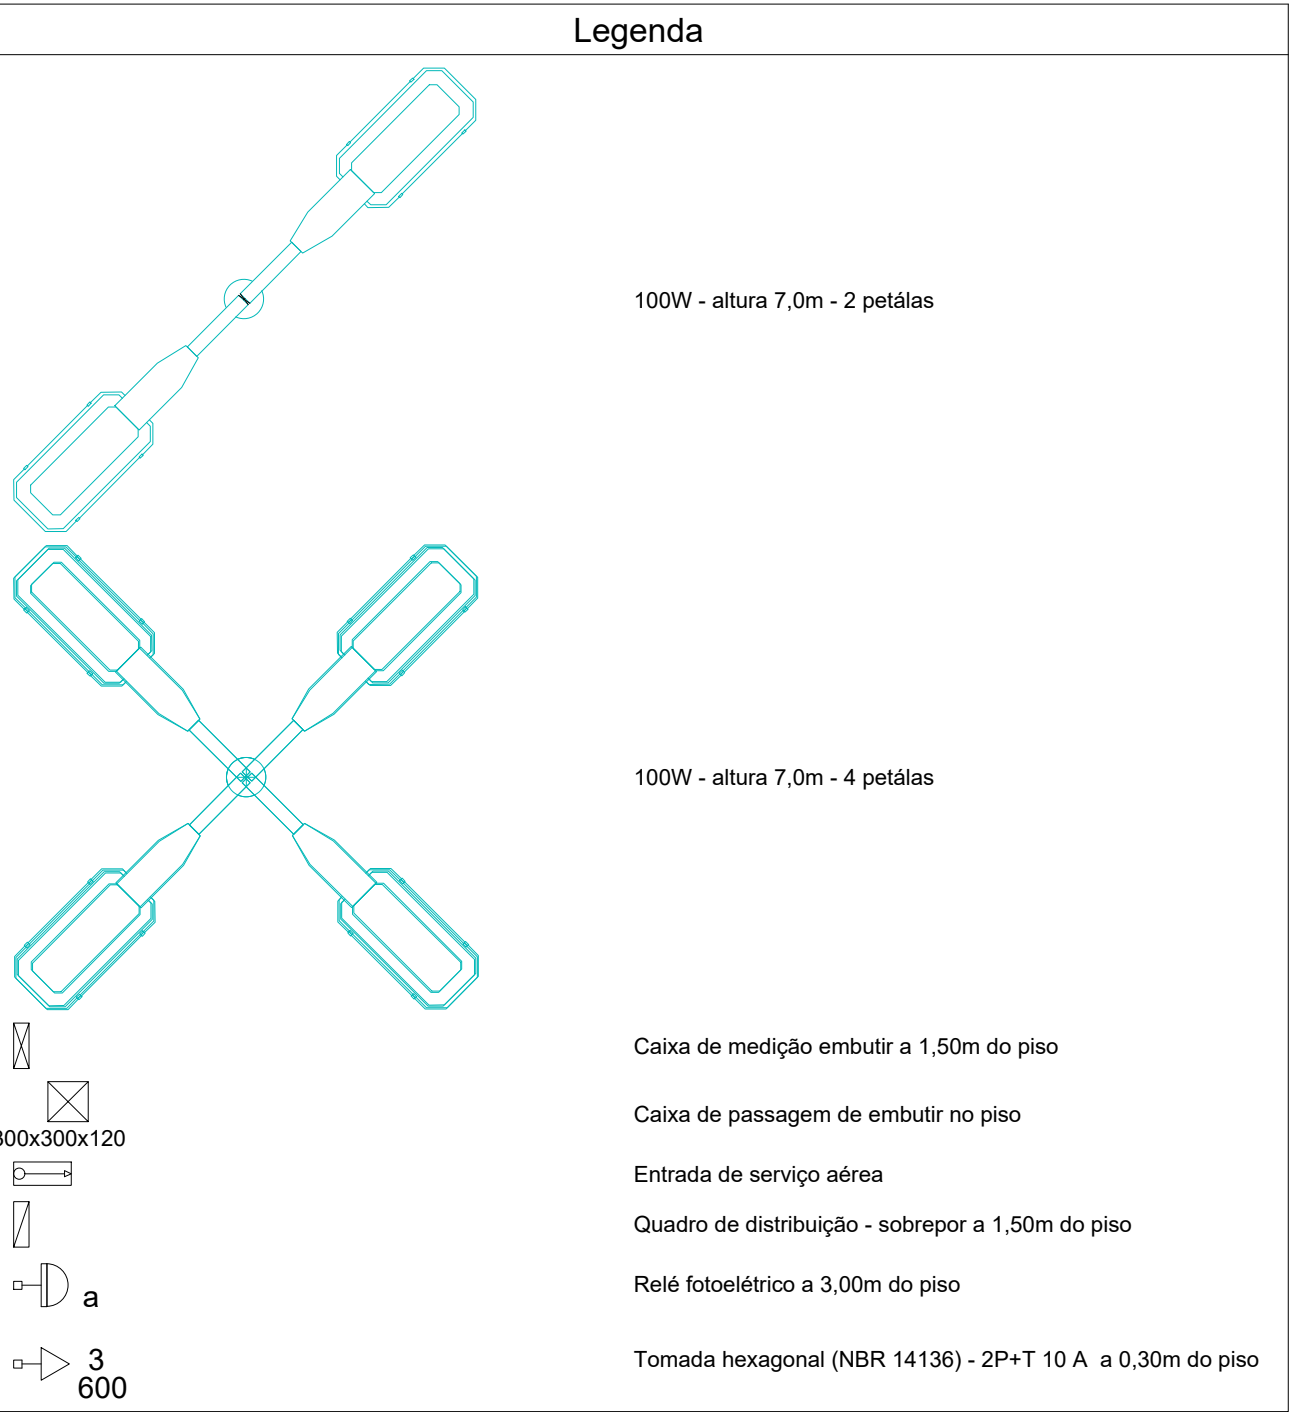 Legenda
100W - altura 7,0m - 2 petálas
100W - altura 7,0m - 4 petálas
Caixa de medição embutir a 1,50m do piso
Caixa de passagem de embutir no piso
300x300x120
Entrada de serviço aérea
Quadro de distribuição - sobrepor a 1,50m do piso
a
Relé fotoelétrico a 3,00m do piso
3
600
Tomada hexagonal (NBR 14136) - 2P+T 10 A  a 0,30m do piso